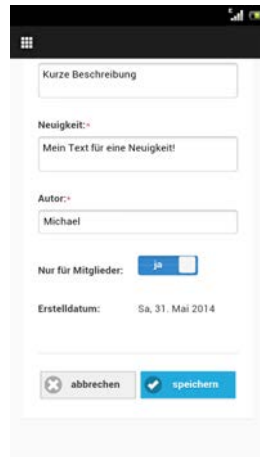 Kurze Beschreibung
Neuigkeit:*
Mein Text für eine Neuigkeit!
Autor:*
Michael
Nur für Mitglieder: ja
Erstelldatum: Sa, 31. Mai 2014
abbrechen speichern